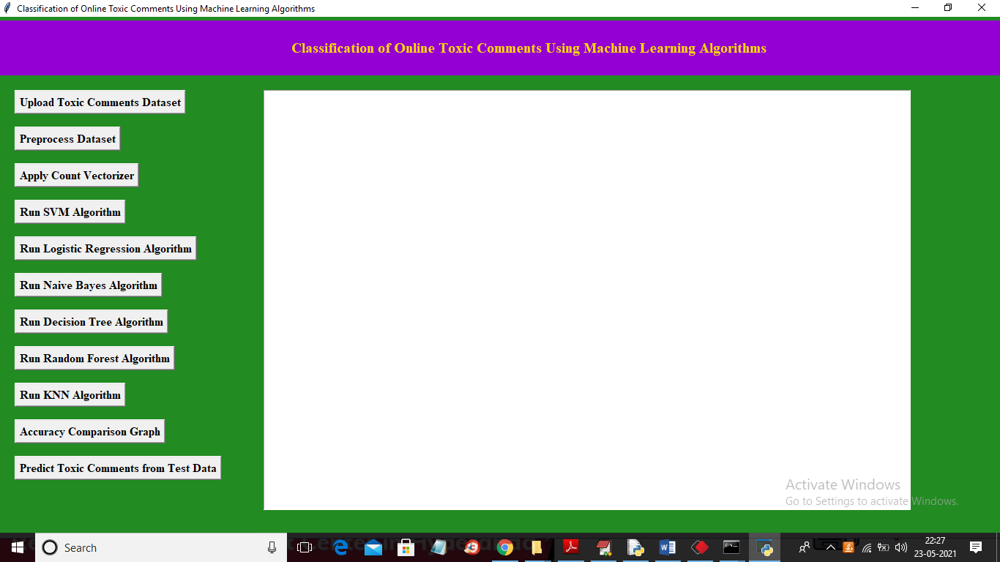 Classification of Online Toxic Comments Using Machine Learning Algorithms
Classification of Online Toxic Comments Using Machine Learning Algorithms
Upload Toxic Comments Dataset
Preprocess Dataset
Apply Count Vectorizer
Run SVM Algorithm
Run Logistic Regression Algorithm
Run Naive Bayes Algorithm
Run Decision Tree Algorithm
Run Random Forest Algorithm
Run KNN Algorithm
Accuracy Comparison Graph
Predict Toxic Comments from Test Data
Activate Windows
Go to Settings to activate Windows.
Search
22:27
23-05-2021